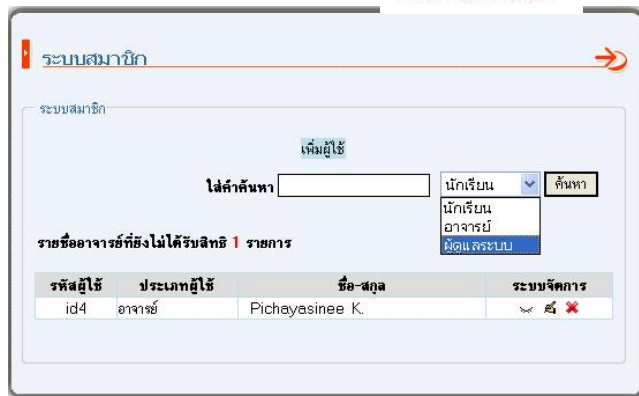 ระบบสมาชิก
ระบบสมาชิก
เพิ่มผู้ใช้
ใส่คำค้นหา นักเรียน ค้นหา
นักเรียน
อาจารย์
ผู้ดูแลระบบ
รายชื่ออาจารย์ที่ยังไม่ได้รับสิทธิ 1 รายการ
รหัสผู้ใช้ ประเภทผู้ใช้ ชื่อ-สกุล ระบบจัดการ
id4 อาจารย์ Pichayasinee K.